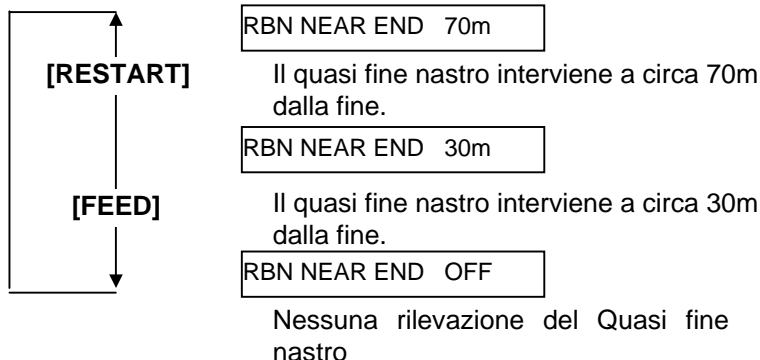 RBN NEAR END 70m
[RESTART]
Il quasi fine nastro interviene a circa 70m
dalla fine.
RBN NEAR END 30m
[FEED]
Il quasi fine nastro interviene a circa 30m
dalla fine.
RBN NEAR END OFF
Nessuna rilevazione del Quasi fine
nastro